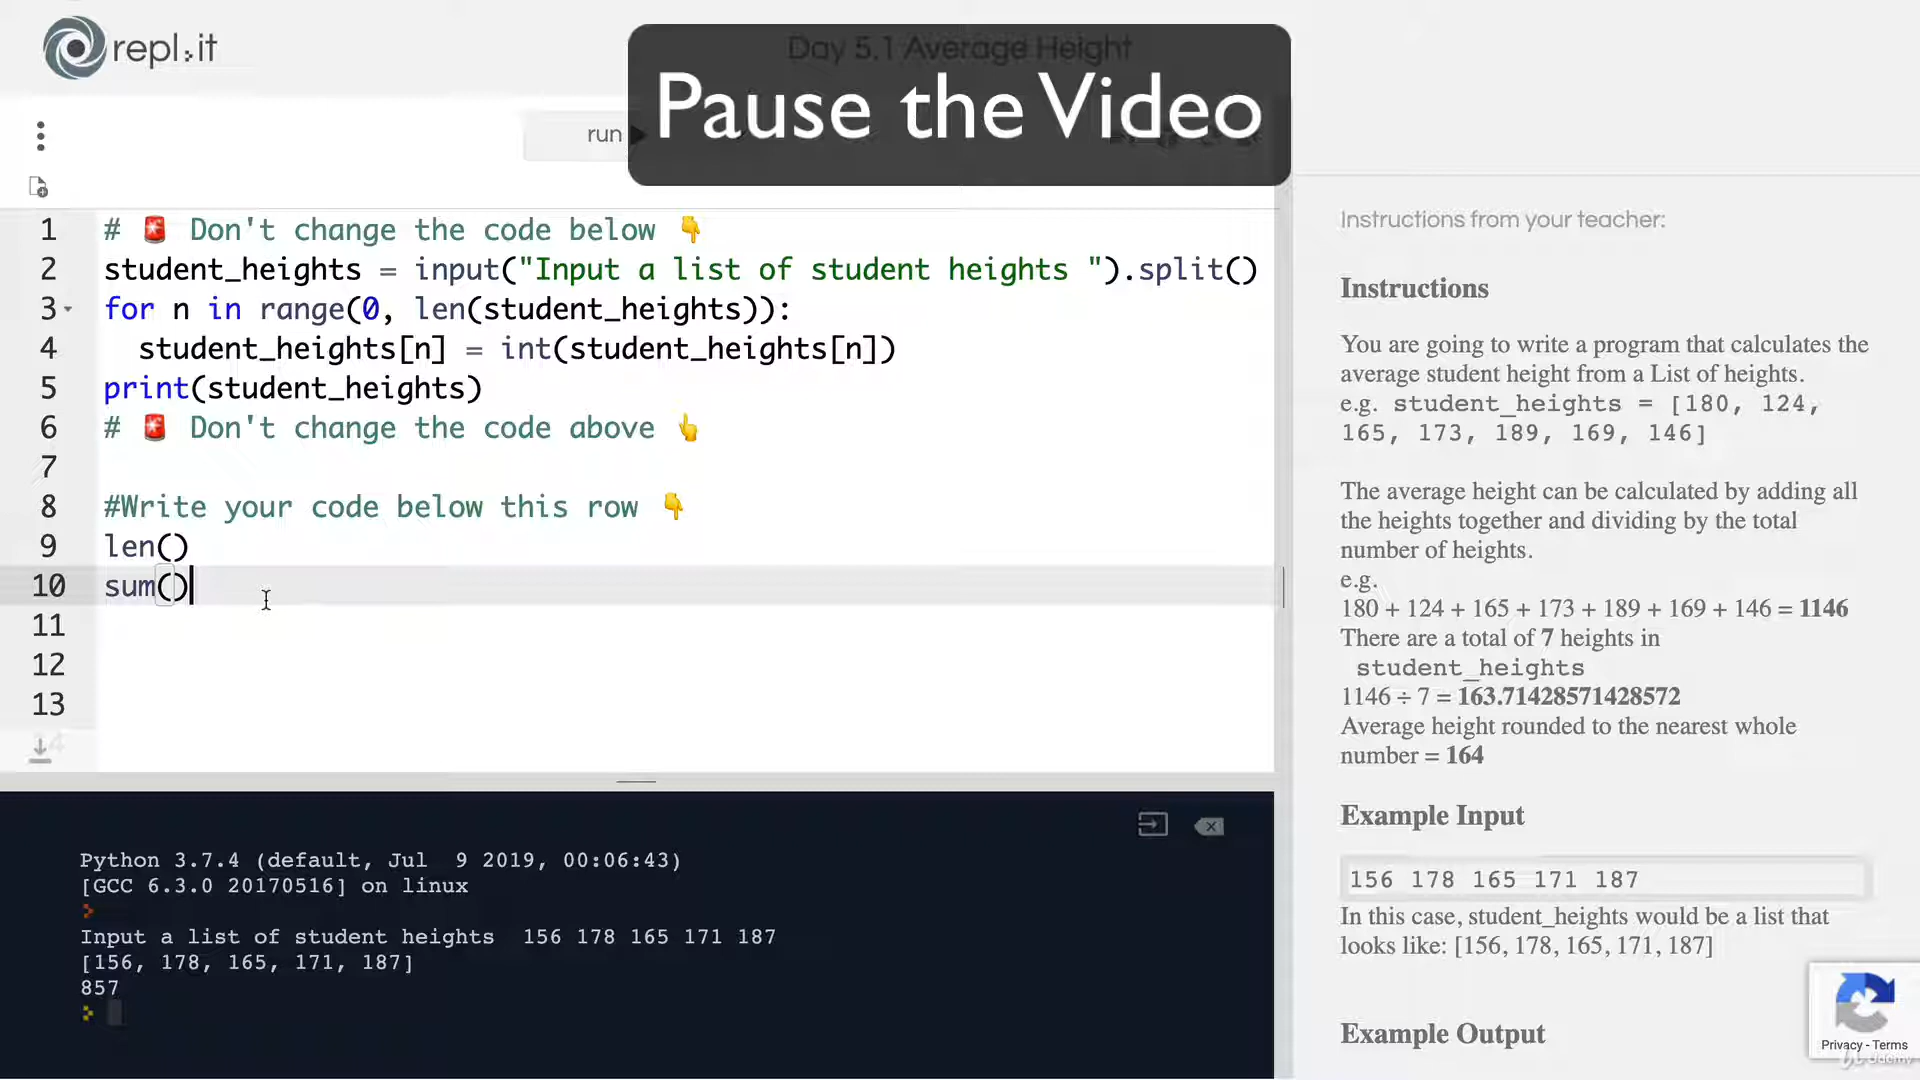 repl.it
Day 5.1 Average Height
Pause the Video
run
1 # 🚨 Don't change the code below 👇
2 student_heights = input("Input a list of student heights ").split()
3 for n in range(0, len(student_heights)):
4 student_heights[n] = int(student_heights[n])
5 print(student_heights)
6 # 🚨 Don't change the code above 👆
7
8 #Write your code below this row 👇
9 len()
10 sum()
11
12
13
14
Python 3.7.4 (default, Jul  9 2019, 00:06:43)
[GCC 6.3.0 20170516] on linux
Input a list of student heights  156 178 165 171 187
[156, 178, 165, 171, 187]
857
Instructions from your teacher:
Instructions
You are going to write a program that calculates the
average student height from a List of heights.
e.g. student_heights = [180, 124,
165, 173, 189, 169, 146]
The average height can be calculated by adding all
the heights together and dividing by the total
number of heights.
e.g.
180 + 124 + 165 + 173 + 189 + 169 + 146 = 1146
There are a total of 7 heights in
student_heights
1146 ÷ 7 = 163.71428571428572
Average height rounded to the nearest whole
number = 164
Example Input
156 178 165 171 187
In this case, student_heights would be a list that
looks like: [156, 178, 165, 171, 187]
Example Output
Privacy - Terms
Udemy